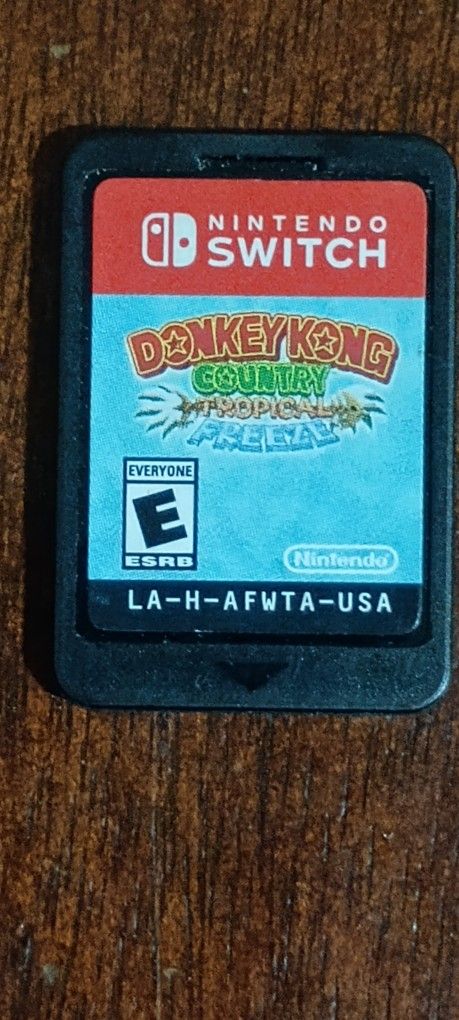 NINTENDO
SWITCH
DONKEY KONG
COUNTRY
TROPICAL
FREEZE
EVERYONE
E
ESRB
Nintendo
LA-H-AFWTA-USA